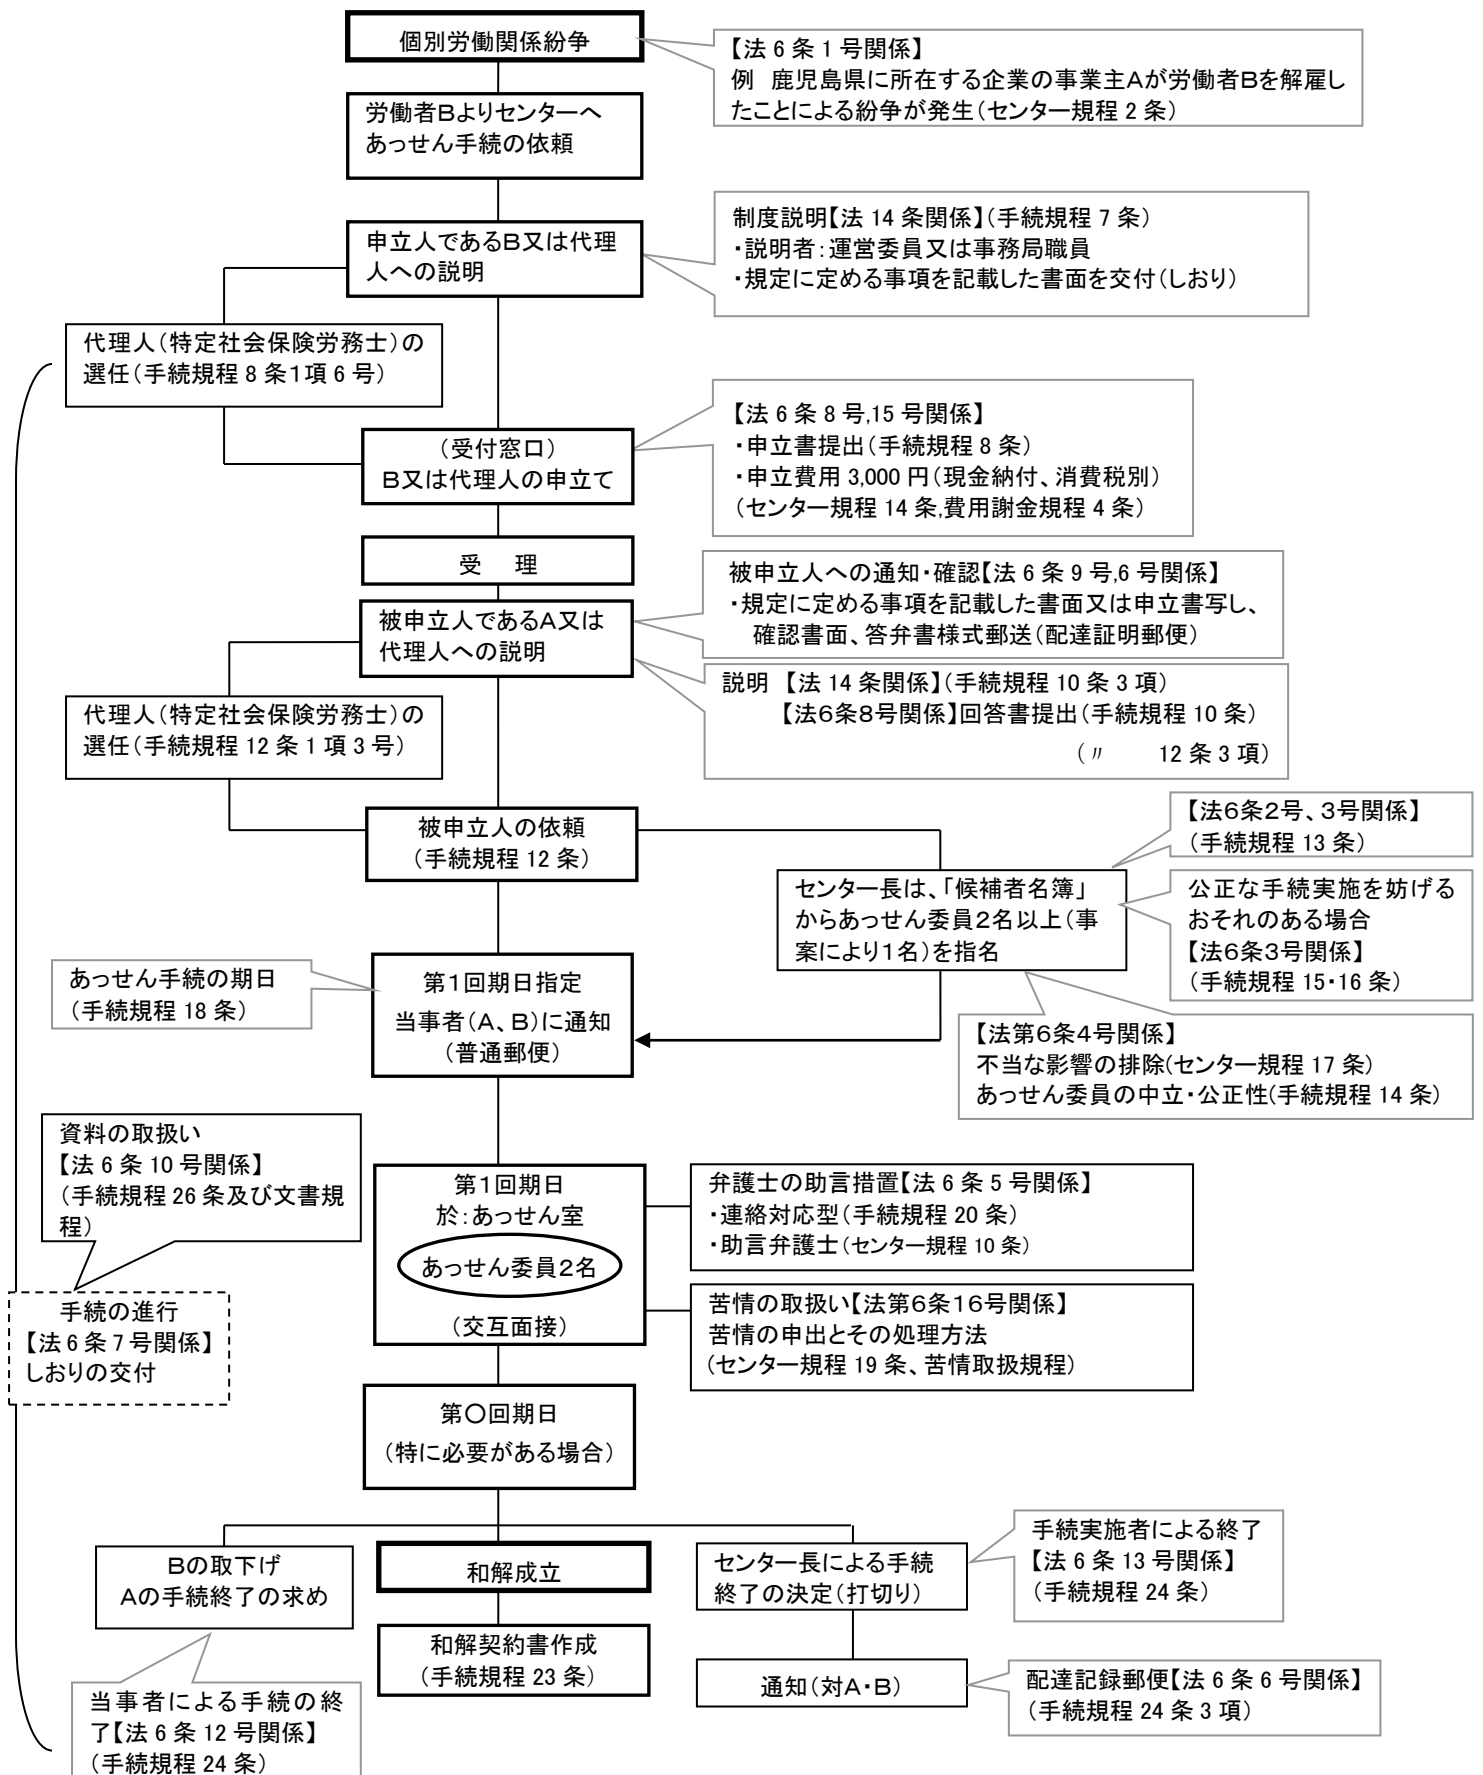 個別労働関係紛争
【法6条1号関係】
例　鹿児島県に所在する企業の事業主Aが労働者Bを解雇し
たことによる紛争が発生（センター規程2条）
労働者Bよりセンターへ
あっせん手続の依頼
申立人であるB又は代理
人への説明
制度説明【法14条関係】（手続規程7条）
・説明者：運営委員又は事務局職員
・規定に定める事項を記載した書面を交付（しおり）
代理人（特定社会保険労務士）の
選任（手続規程8条1項6号）
（受付窓口）
B又は代理人の申立て
【法6条8号,15号関係】
・申立書提出（手続規程8条）
・申立費用3,000円（現金納付、消費税別）
（センター規程14条,費用謝金規程4条）
受　理
被申立人であるA又は
代理人への説明
被申立人への通知・確認【法6条9号,6号関係】
・規定に定める事項を記載した書面又は申立書写し、
確認書面、答弁書様式郵送（配達証明郵便）
説明　【法14条関係】（手続規程10条3項）
【法6条8号関係】回答書提出（手続規程10条）
（〃　　12条3項）
代理人（特定社会保険労務士）の
選任（手続規程12条1項3号）
被申立人の依頼
（手続規程12条）
【法6条2号、3号関係】
（手続規程13条）
センター長は、「候補者名簿」
からあっせん委員2名以上（事
案により1名）を指名
公正な手続実施を妨げる
おそれのある場合
【法6条3号関係】
（手続規程15・16条）
あっせん手続の期日
（手続規程18条）
第1回期日指定
当事者（A、B）に通知
（普通郵便）
【法第6条4号関係】
不当な影響の排除(センター規程17条)
あっせん委員の中立・公正性(手続規程14条)
資料の取扱い
【法6条10号関係】
(手続規程26条及び文書規
程)
第1回期日
於：あっせん室
あっせん委員2名
（交互面接）
弁護士の助言措置【法6条5号関係】
・連絡対応型（手続規程20条）
・助言弁護士（センター規程10条）
苦情の取扱い【法第6条16号関係】
苦情の申出とその処理方法
(センター規程19条、苦情取扱規程)
手続の進行
【法6条7号関係】
しおりの交付
第〇回期日
（特に必要がある場合）
Bの取下げ
Aの手続終了の求め
和解成立
センター長による手続
終了の決定（打切り）
手続実施者による終了
【法6条13号関係】
（手続規程24条）
和解契約書作成
（手続規程23条）
通知（対A・B）
配達記録郵便【法6条6号関係】
（手続規程24条3項）
当事者による手続の終
了【法6条12号関係】
（手続規程24条）